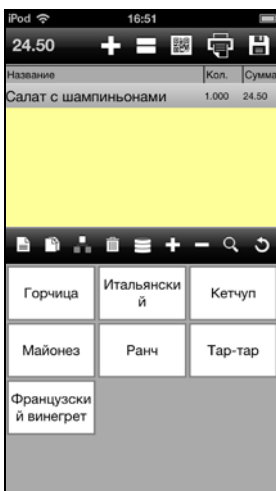 iPod 16:51
24.50
Название Кол. Сумма
Салат с шампиньонами 1.000 24.50
Горчица
Итальянски
й
Кетчуп
Майонез
Ранч
Тар-тар
Французски
й винегрет